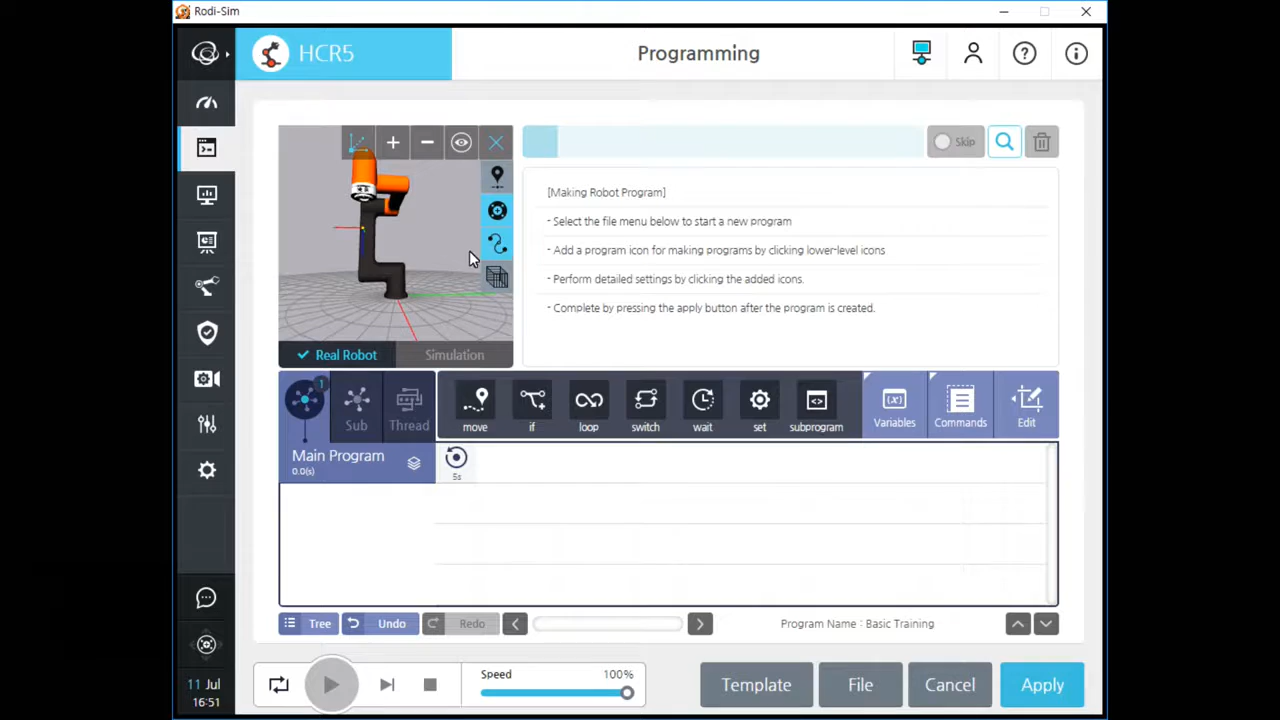 Rodi-Sim
HCR5
Programming
Skip
[Making Robot Program]
- Select the file menu below to start a new program
- Add a program icon for making programs by clicking lower-level icons
- Perform detailed settings by clicking the added icons.
- Complete by pressing the apply button after the program is created.
Real Robot
Simulation
1
Sub
Thread
move
if
loop
switch
wait
set
subprogram
Variables
Commands
Edit
Main Program
0.0(s)
5s
Tree
Undo
Redo
Program Name : Basic Training
Speed
100%
Template
File
Cancel
Apply
11 Jul
16:51